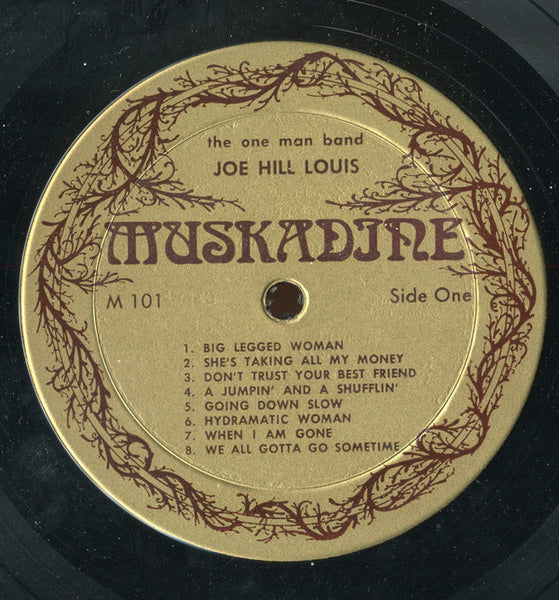 the one man band
JOE HILL LOUIS
MUSKADINE
M 101
Side One
1. BIG LEGGED WOMAN
2. SHE'S TAKING ALL MY MONEY
3. DON'T TRUST YOUR BEST FRIEND
4. A JUMPIN' AND A SHUFFLIN'
5. GOING DOWN SLOW
6. HYDRAMATIC WOMAN
7. WHEN I AM GONE
8. WE ALL GOTTA GO SOMETIME